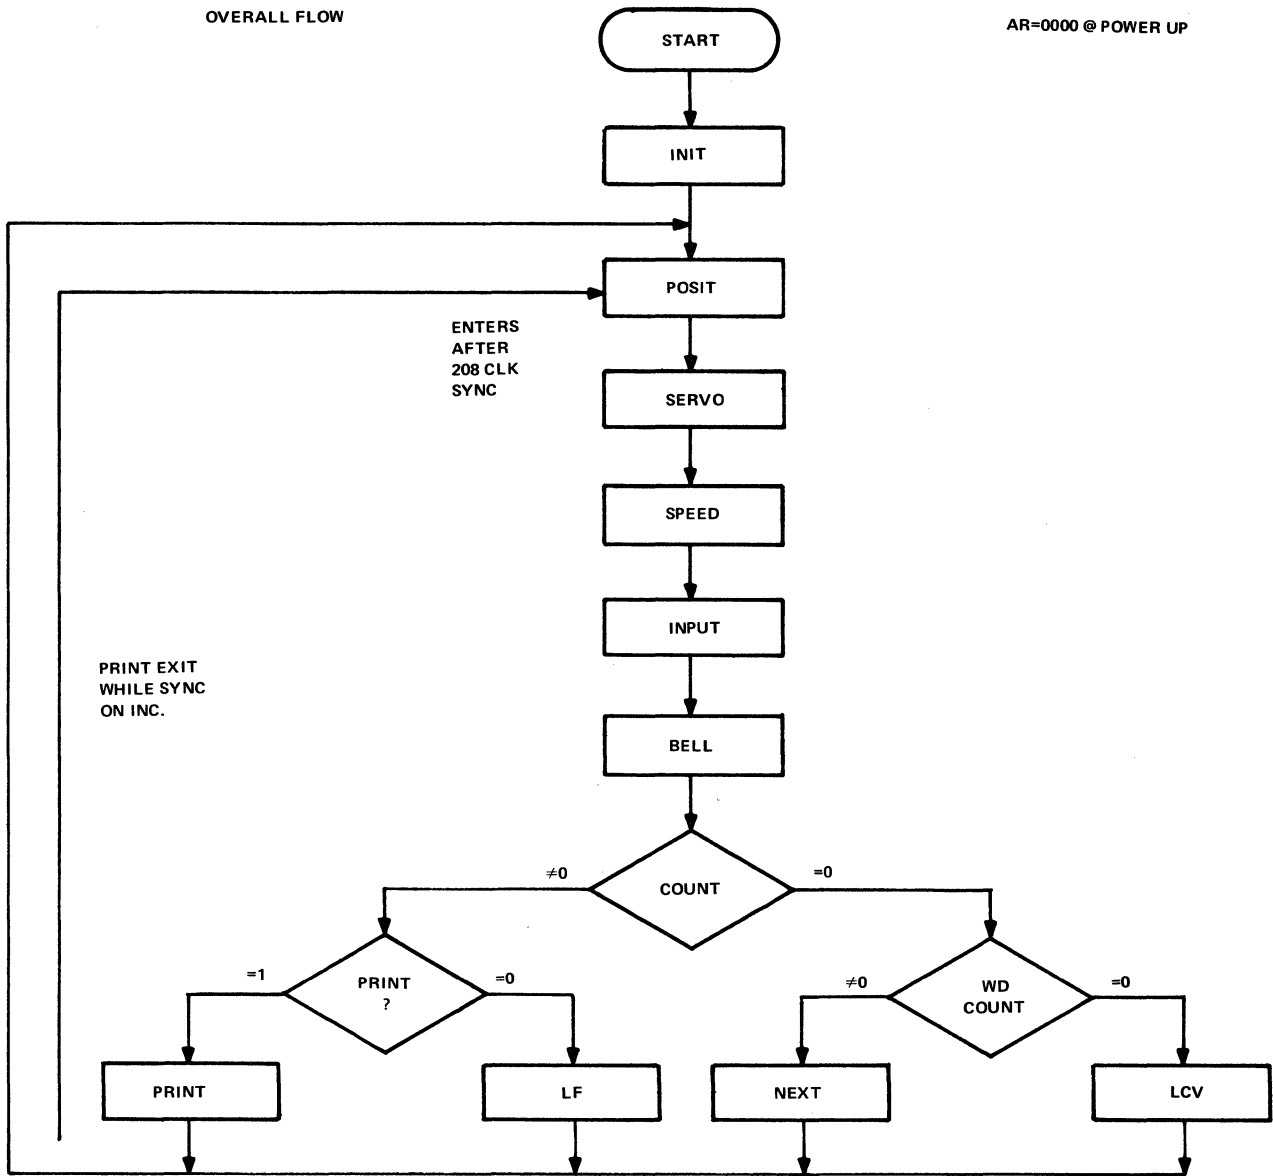 OVERALL FLOW
START
AR=0000 @ POWER UP
INIT
POSIT
ENTERS
AFTER
208 CLK
SYNC
SERVO
SPEED
INPUT
PRINT EXIT
WHILE SYNC
ON INC.
BELL
≠0
COUNT
=0
=1
PRINT
?
=0
≠0
WD
COUNT
=0
PRINT
LF
NEXT
LCV